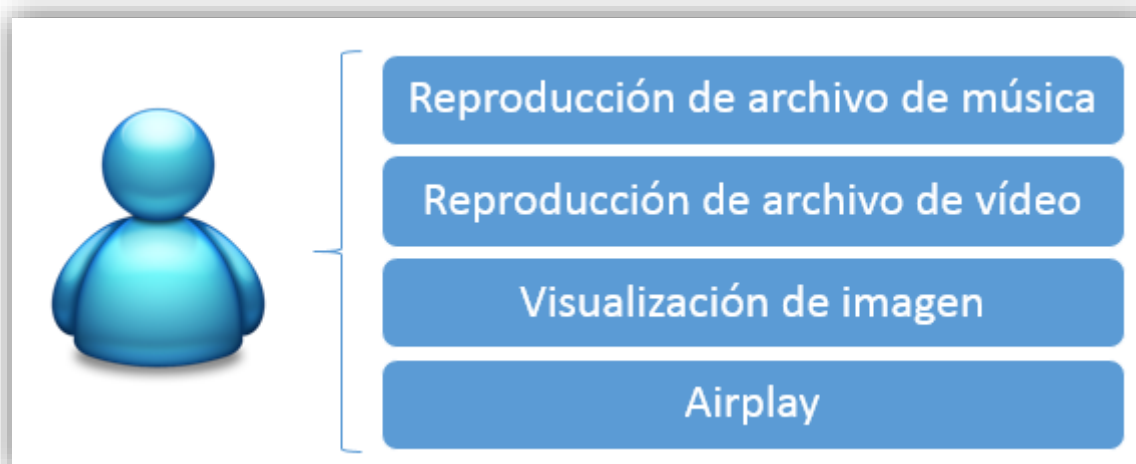 Reproducción de archivo de música
Reproducción de archivo de vídeo
Visualización de imagen
Airplay